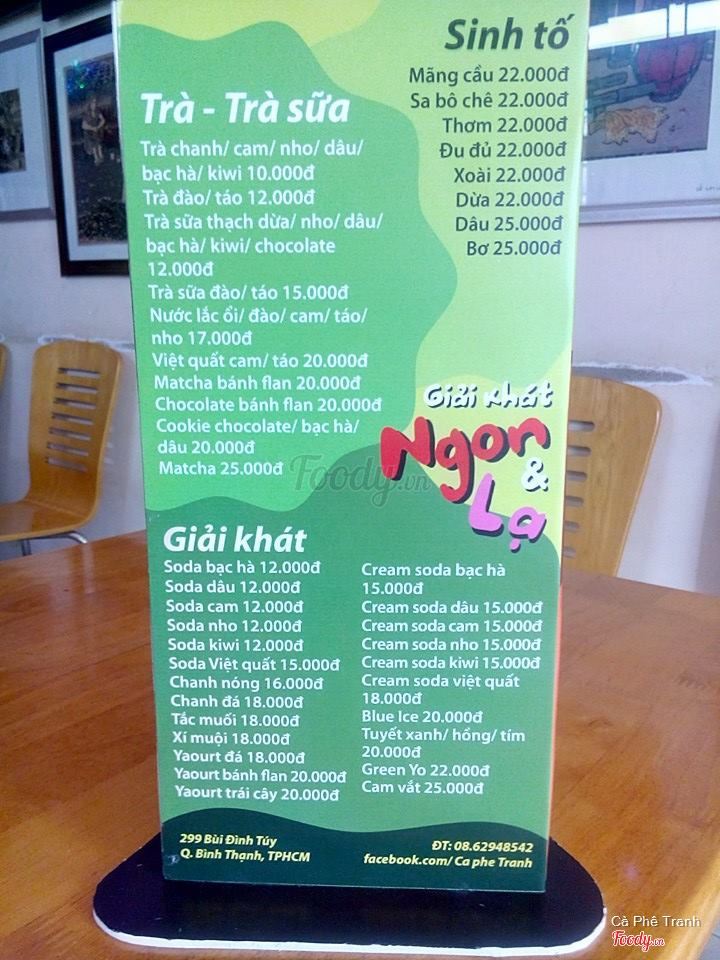 Sinh tố
Mãng cầu 22.000đ
Sa bô chê 22.000đ
Thơm 22.000đ
Đu đủ 22.000đ
Xoài 22.000đ
Dừa 22.000đ
Dâu 25.000đ
Bơ 25.000đ
Trà - Trà sữa
Trà chanh/ cam/ nho/ dâu/
bạc hà/ kiwi 10.000đ
Trà đào/ táo 12.000đ
Trà sữa thạch dừa/ nho/ dâu/
bạc hà/ kiwi/ chocolate
12.000đ
Trà sữa đào/ táo 15.000đ
Nước lắc ổi/ đào/ cam/ táo/
nho 17.000đ
Việt quất cam/ táo 20.000đ
Matcha bánh flan 20.000đ
Chocolate bánh flan 20.000đ
Cookie chocolate/ bạc hà/
dâu 20.000đ
Matcha 25.000đ
Giải khát
Ngon
&
Lạ
Foody.vn
Giải khát
Soda bạc hà 12.000đ
Soda dâu 12.000đ
Soda cam 12.000đ
Soda nho 12.000đ
Soda kiwi 12.000đ
Soda Việt quất 15.000đ
Chanh nóng 16.000đ
Chanh đá 18.000đ
Tắc muối 18.000đ
Xí muội 18.000đ
Yaourt đá 18.000đ
Yaourt bánh flan 20.000đ
Yaourt trái cây 20.000đ
Cream soda bạc hà
15.000đ
Cream soda dâu 15.000đ
Cream soda cam 15.000đ
Cream soda nho 15.000đ
Cream soda kiwi 15.000đ
Cream soda việt quất
18.000đ
Blue Ice 20.000đ
Tuyết xanh/ hồng/ tím
20.000đ
Green Yo 22.000đ
Cam vắt 25.000đ
299 Bùi Đình Túy
Q. Bình Thạnh, TPHCM
ĐT: 08.62948542
facebook.com/ Ca phe Tranh
Cà Phê Tranh
Foody.vn